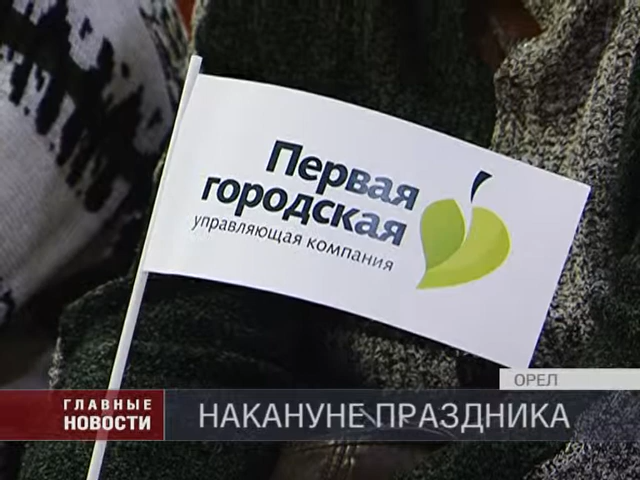 Первая
городская
управляющая компания
ОРЕЛ
ГЛАВНЫЕ
НОВОСТИ
НАКАНУНЕ ПРАЗДНИКА